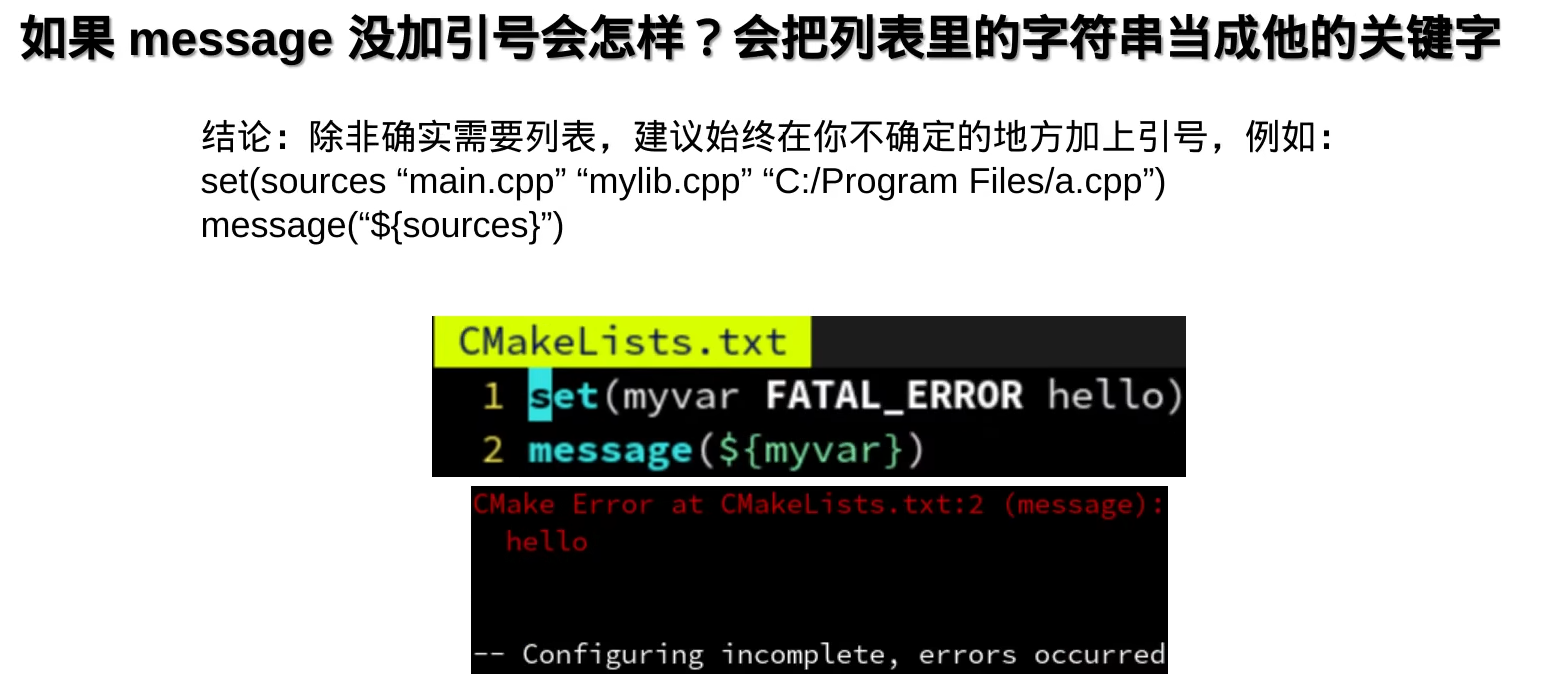 如果 message 没加引号会怎样？会把列表里的字符串当成他的关键字
结论：除非确实需要列表，建议始终在你不确定的地方加上引号，例如：
set(sources “main.cpp” “mylib.cpp” “C:/Program Files/a.cpp”)
message(“${sources}”)
CMakeLists.txt
1 set(myvar FATAL_ERROR hello)
2 message(${myvar})
CMake Error at CMakeLists.txt:2 (message):
hello
-- Configuring incomplete, errors occurred